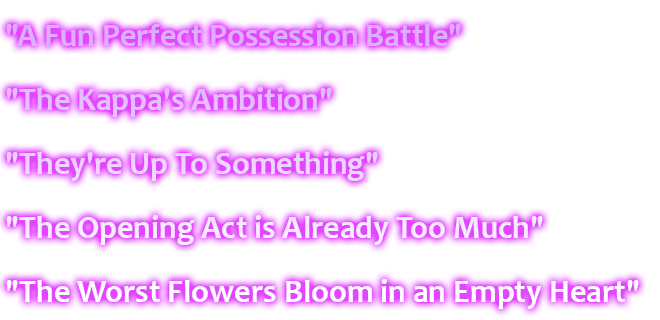 "A Fun Perfect Possession Battle"
"The Kappa's Ambition"
"They're Up To Something"
"The Opening Act is Already Too Much"
"The Worst Flowers Bloom in an Empty Heart"